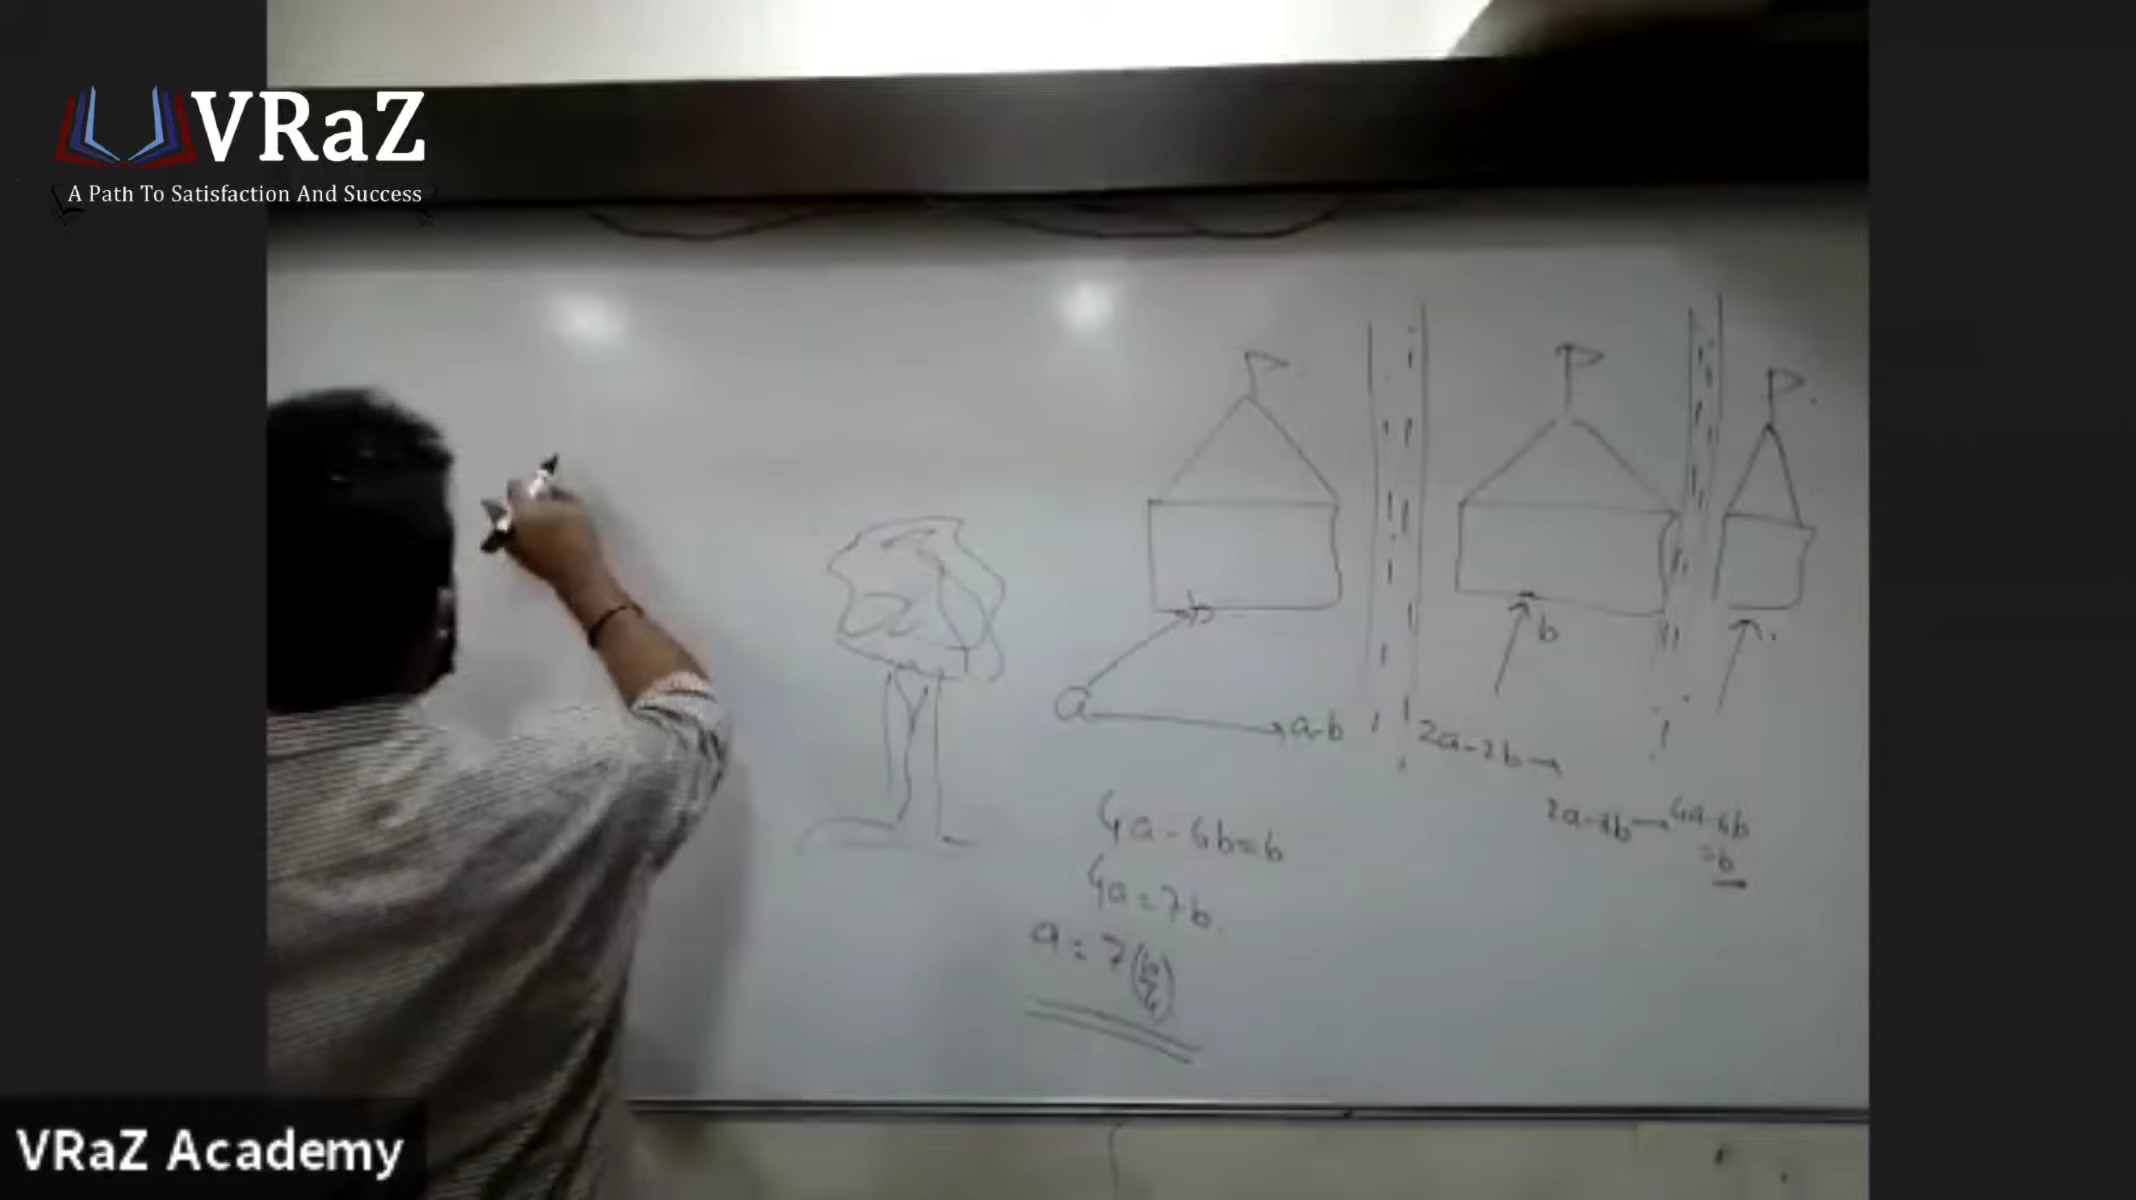 VRaZ
A Path To Satisfaction And Success
b
b
a
a-b
2a-2b→
2a-3b→4a-6b
=b
4a-6b=b
4a=7b.
a=7(b/4)
VRaZ Academy